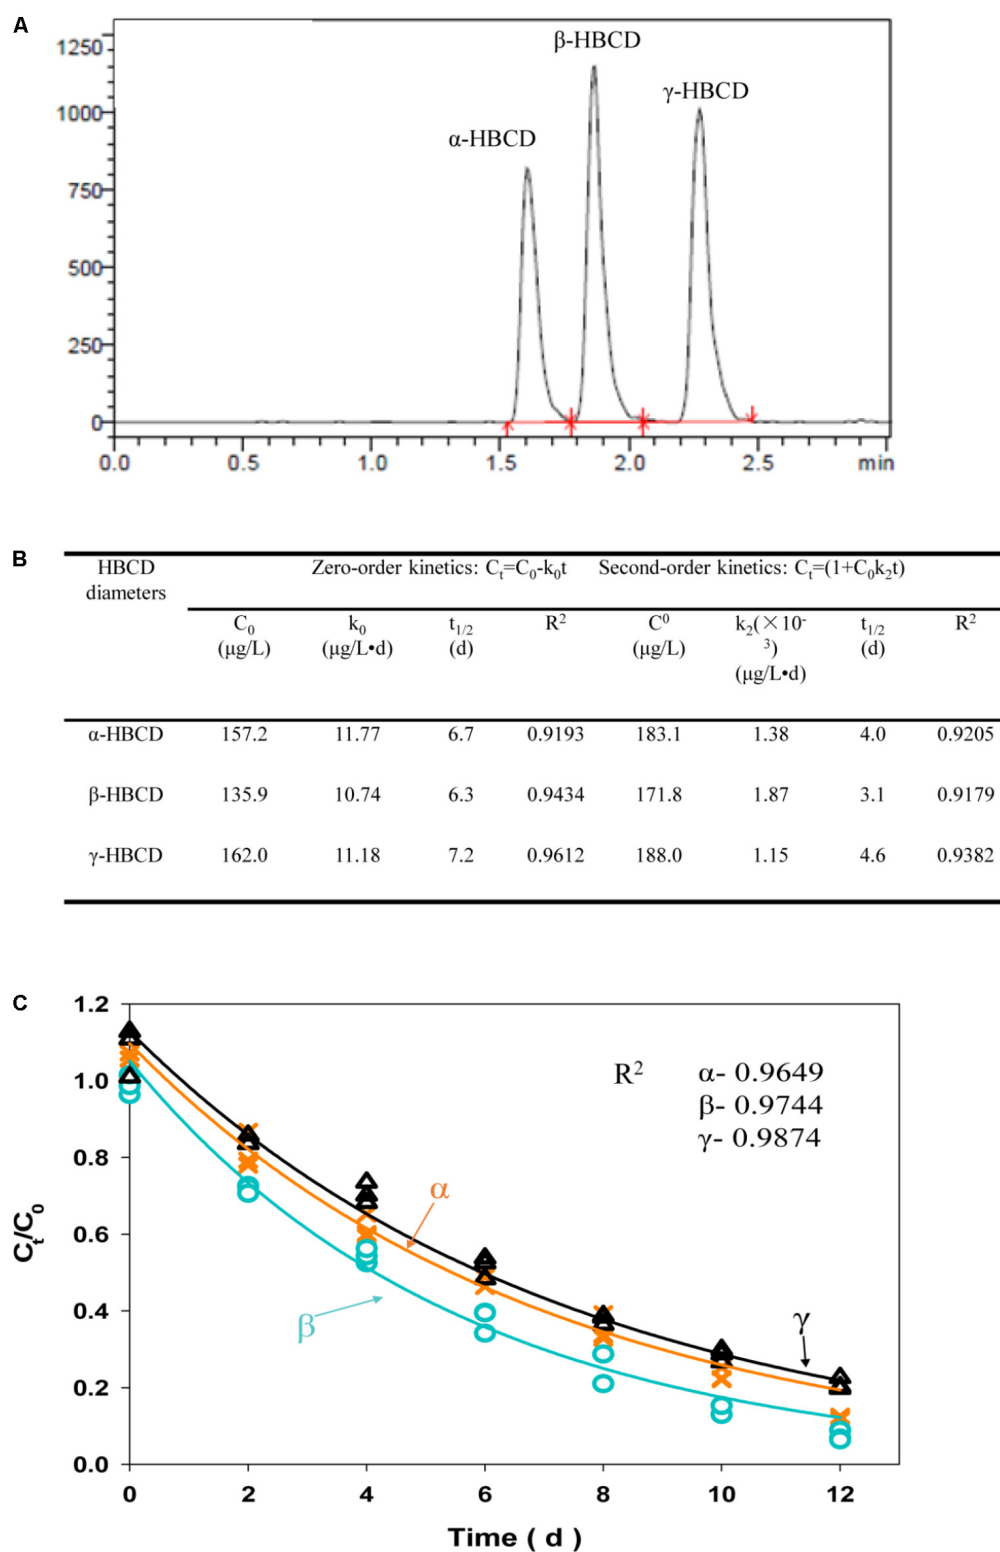 A
1250
1000
750
500
250
0
α-HBCD
β-HBCD
γ-HBCD
0.0 0.5 1.0 1.5 2.0 2.5 min
B
HBCD diameters
Zero-order kinetics: Cₜ=C₀-k₀t Second-order kinetics: Cₜ=(1+C₀k₂t)
C₀ k₀ t₁/₂ R² C⁰ k₂(×10⁻ t₁/₂ R²
(μg/L) (μg/L•d) (d) (μg/L) ³) (d)
(μg/L•d)
α-HBCD 157.2 11.77 6.7 0.9193 183.1 1.38 4.0 0.9205
β-HBCD 135.9 10.74 6.3 0.9434 171.8 1.87 3.1 0.9179
γ-HBCD 162.0 11.18 7.2 0.9612 188.0 1.15 4.6 0.9382
C
1.2
1.0
0.8
0.6
0.4
0.2
0.0
Cₜ/C₀
R² α- 0.9649
β- 0.9744
γ- 0.9874
α
β
γ
0 2 4 6 8 10 12
Time ( d )